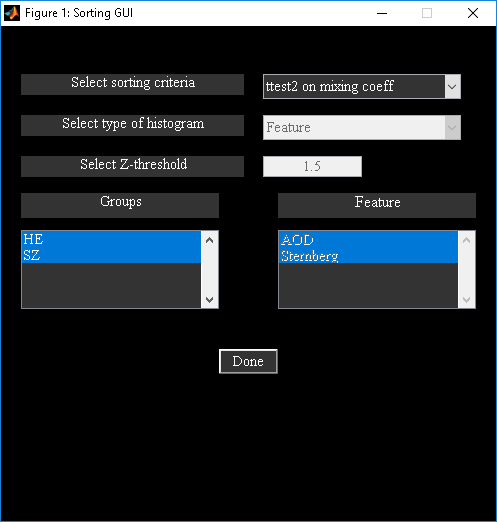 Figure 1: Sorting GUI
Select sorting criteria
ttest2 on mixing coeff
Select type of histogram
Feature
Select Z-threshold
1.5
Groups
Feature
HE
SZ
AOD
Sternberg
Done